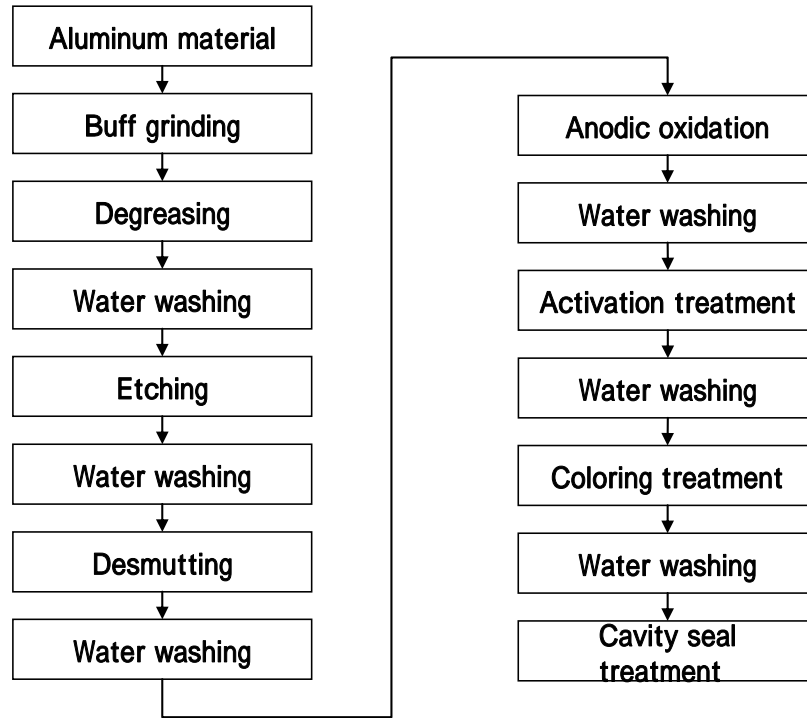 Aluminum material
Buff grinding
Degreasing
Water washing
Etching
Water washing
Desmutting
Water washing
Anodic oxidation
Water washing
Activation treatment
Water washing
Coloring treatment
Water washing
Cavity seal
treatment